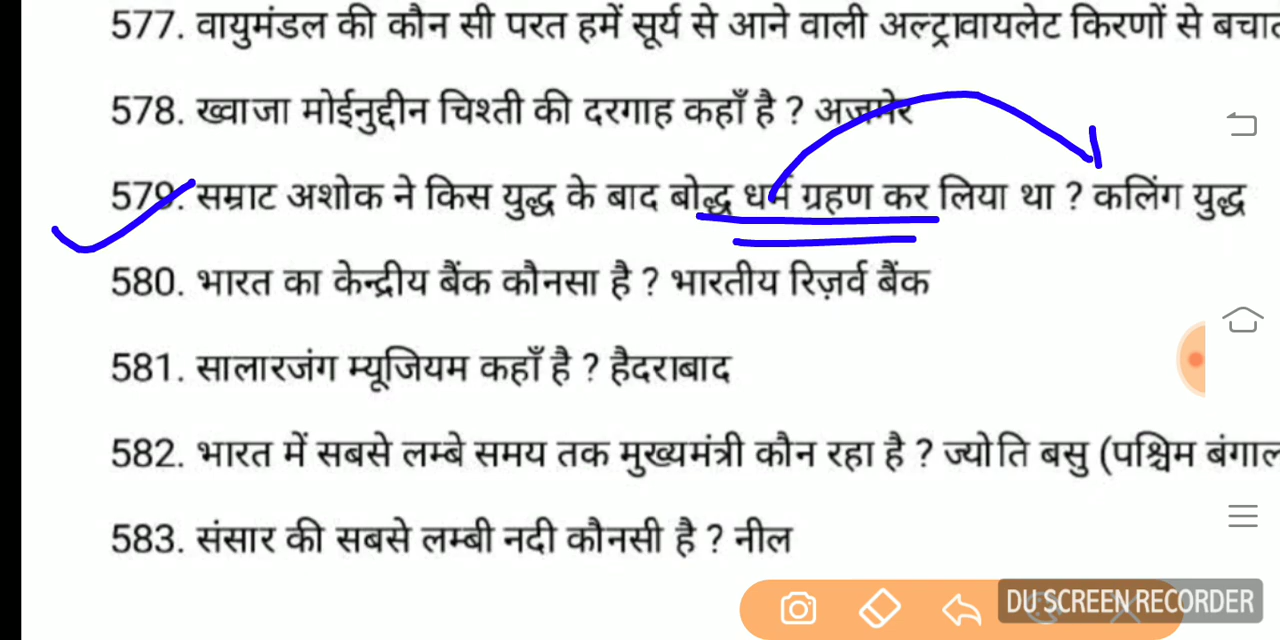 577. वायुमंडल की कौन सी परत हमें सूर्य से आने वाली अल्ट्रावायलेट किरणों से
578. ख्वाजा मोईनुद्दीन चिश्ती की दरगाह कहाँ है ? अजमेर
579. सम्राट अशोक ने किस युद्ध के बाद बोद्ध धर्म ग्रहण कर लिया था ? कलिंग युद्ध
580. भारत का केन्द्रीय बैंक कौनसा है ? भारतीय रिज़र्व बैंक
581. सालारजंग म्यूजियम कहाँ है ? हैदराबाद
582. भारत में सबसे लम्बे समय तक मुख्यमंत्री कौन रहा है ? ज्योति बसु (पश्चिम बंगाल
583. संसार की सबसे लम्बी नदी कौनसी है ? नील
DU SCREEN RECORDER